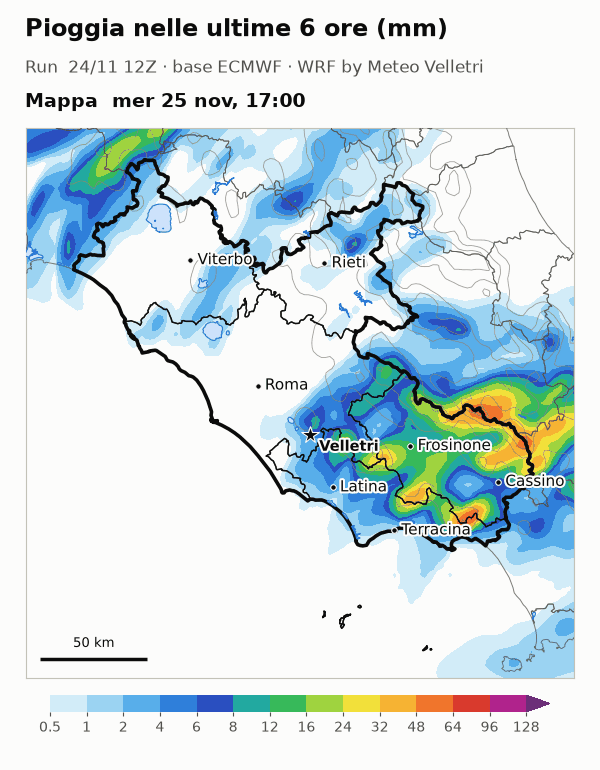 Pioggia nelle ultime 6 ore (mm)
Run  24/11 12Z · base ECMWF · WRF by Meteo Velletri
Mappa  mer 25 nov, 17:00
Viterbo
Rieti
Roma
Velletri
Frosinone
Latina
Cassino
Terracina
50 km
0.5 1 2 4 6 8 12 16 24 32 48 64 96 128